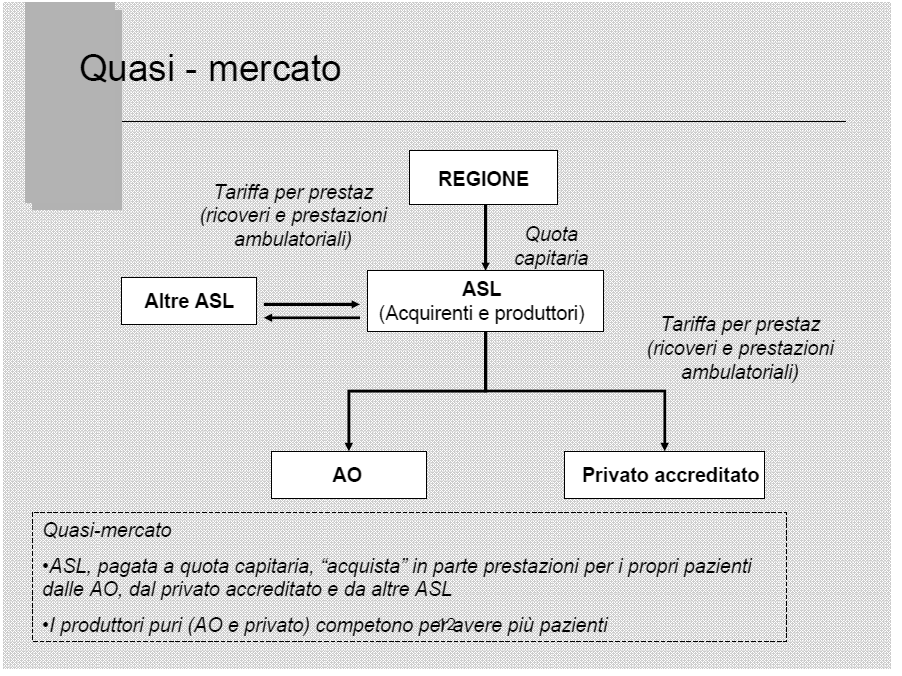 Quasi - mercato
REGIONE
Tariffa per prestaz
(ricoveri e prestazioni
ambulatoriali)
Quota
capitaria
Altre ASL
ASL
(Acquirenti e produttori)
Tariffa per prestaz
(ricoveri e prestazioni
ambulatoriali)
AO
Privato accreditato
Quasi-mercato
•ASL, pagata a quota capitaria, “acquista” in parte prestazioni per i propri pazienti
dalle AO, dal privato accreditato e da altre ASL
•I produttori puri (AO e privato) competono per avere più pazienti
12